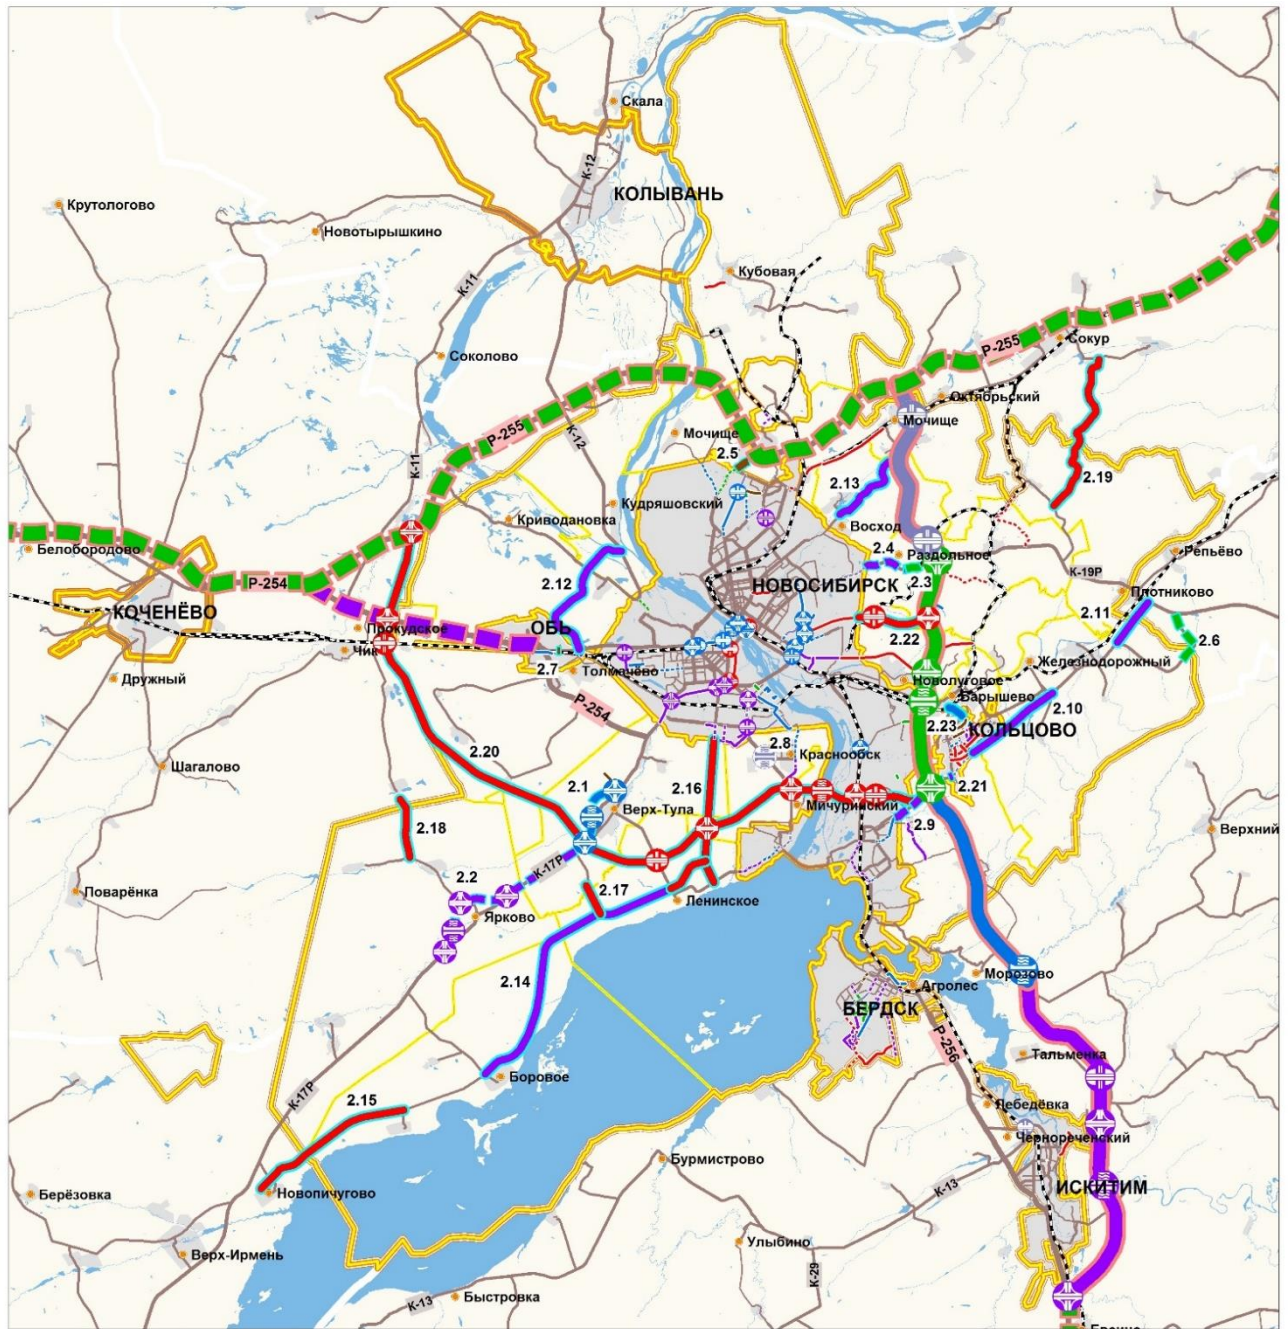 Скала
К-12
КОЛЫВАНЬ
Крутологово
Новотырышкино
Кубовая
К-11
Соколово
Р-255
Сокур
Октябрьский
Мочище
Мочище
К-12
Р-255
К-11
2.5
2.13
2.19
Кудряшовский
Криводановка
Восход
Белобородово
2.4
Раздольное
Репьёво
Р-254
2.12
НОВОСИБИРСК
2.3
К-19Р
Плотниково
КОЧЕНЁВО
2.11
Прокудское
ОБЬ
2.22
2.6
Чик
Железнодорожный
Дружный
2.7
Толмачёво
Новолуговое
Барышево
Р-254
2.10
2.23
КОЛЬЦОВО
2.20
2.8
Краснообск
Шагалово
2.1
2.16
2.21
Верх-Тула
Мичуринский
2.18
2.9
Верхний
К-17Р
2.2
2.17
Ловарёнка
Ярково
Ленинское
2.14
Морозово
Агролес
БЕРДСК
Р-256
Тальменка
Боровое
К-17Р
2.15
Лебедёвка
Чернореченский
Бурмистрово
Берёзовка
Новопичугово
К-13
ИСКИТИМ
Улыбино
Верх-Ирмень
К-29
К-13
Быстровка